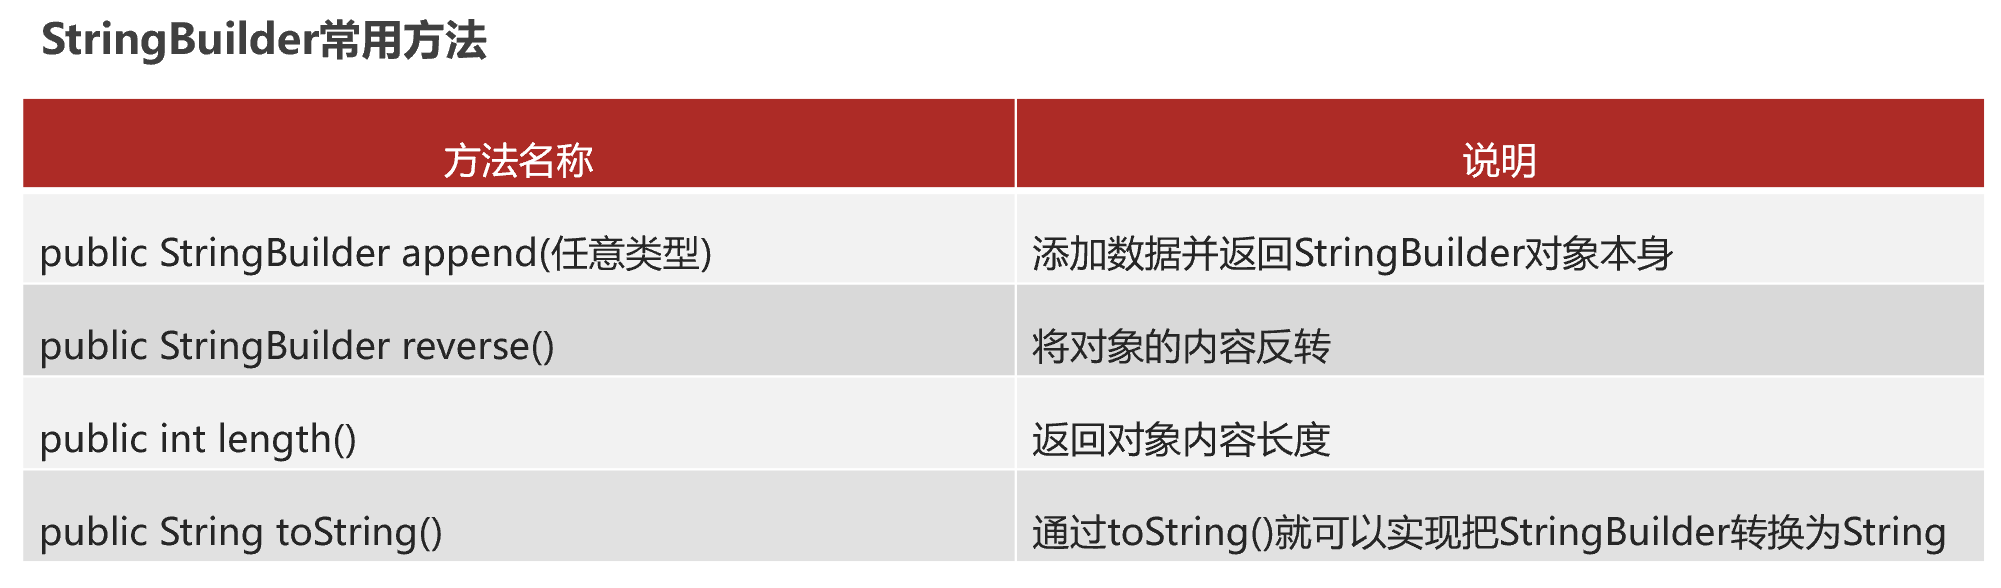 StringBuilder常用方法
方法名称 说明
public StringBuilder append(任意类型) 添加数据并返回StringBuilder对象本身
public StringBuilder reverse() 将对象的内容反转
public int length() 返回对象内容长度
public String toString() 通过toString()就可以实现把StringBuilder转换为String